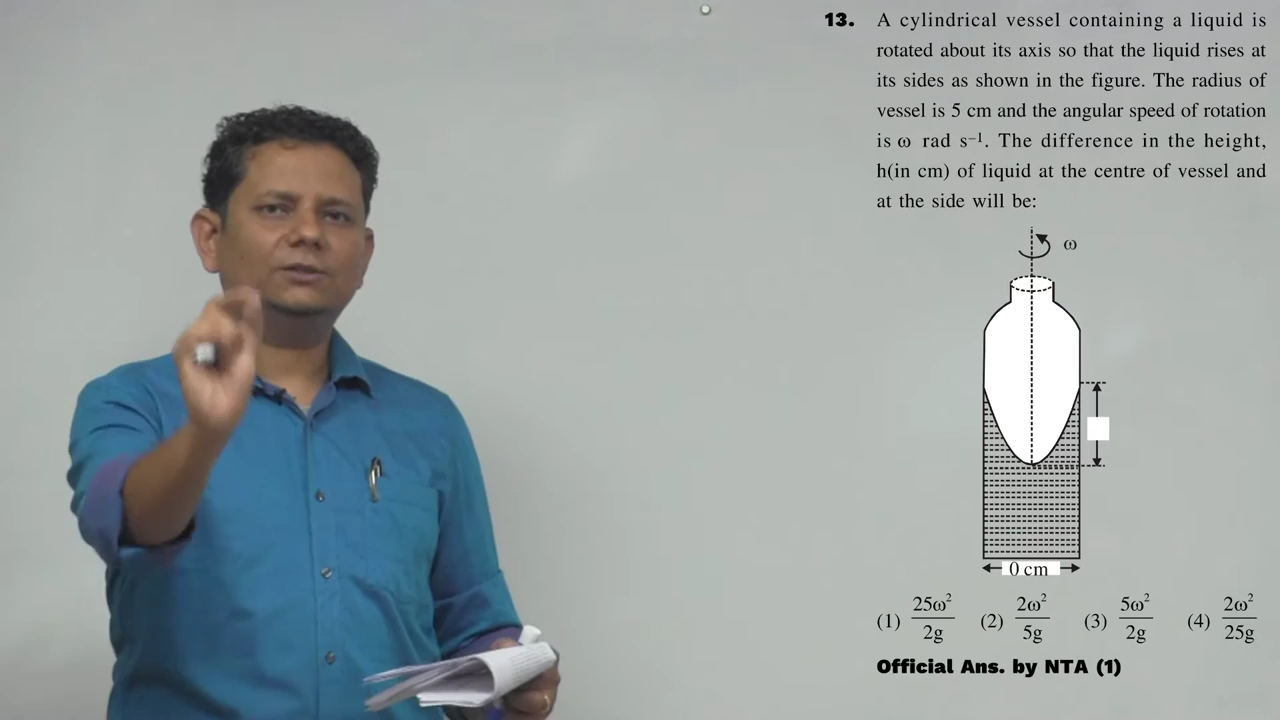 13. A cylindrical vessel containing a liquid is
rotated about its axis so that the liquid rises at
its sides as shown in the figure. The radius of
vessel is 5 cm and the angular speed of rotation
is ω rad s⁻¹. The difference in the height,
h(in cm) of liquid at the centre of vessel and
at the side will be:
ω
0 cm
(1) 25ω²/2g (2) 2ω²/5g (3) 5ω²/2g (4) 2ω²/25g
Official Ans. by NTA (1)